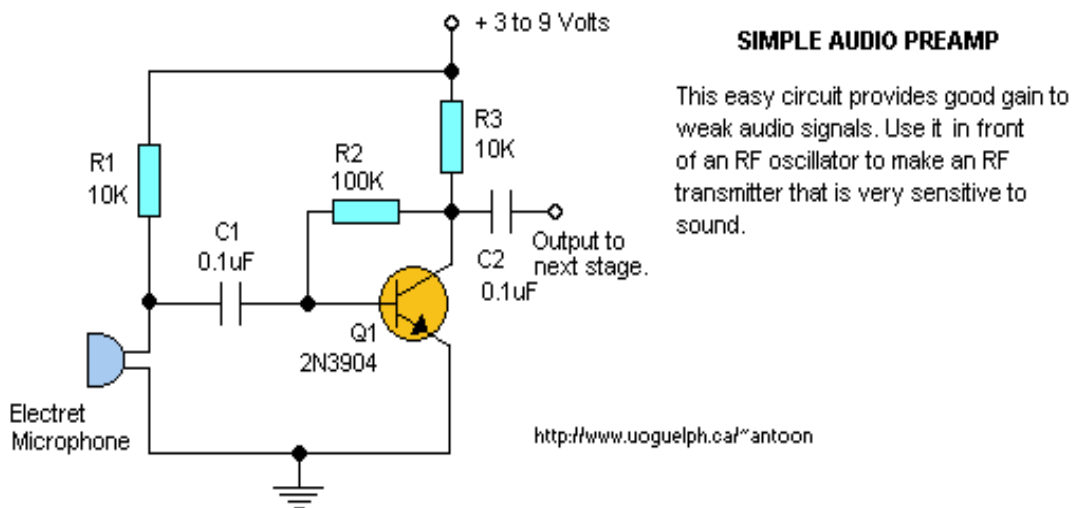 + 3 to 9 Volts
SIMPLE AUDIO PREAMP
This easy circuit provides good gain to
weak audio signals. Use it in front
of an RF oscillator to make an RF
transmitter that is very sensitive to
sound.
R1
10K
R2
100K
R3
10K
C1
0.1uF
C2
0.1uF
Output to
next stage.
Q1
2N3904
Electret
Microphone
http://www.uoguelph.ca/~antoon